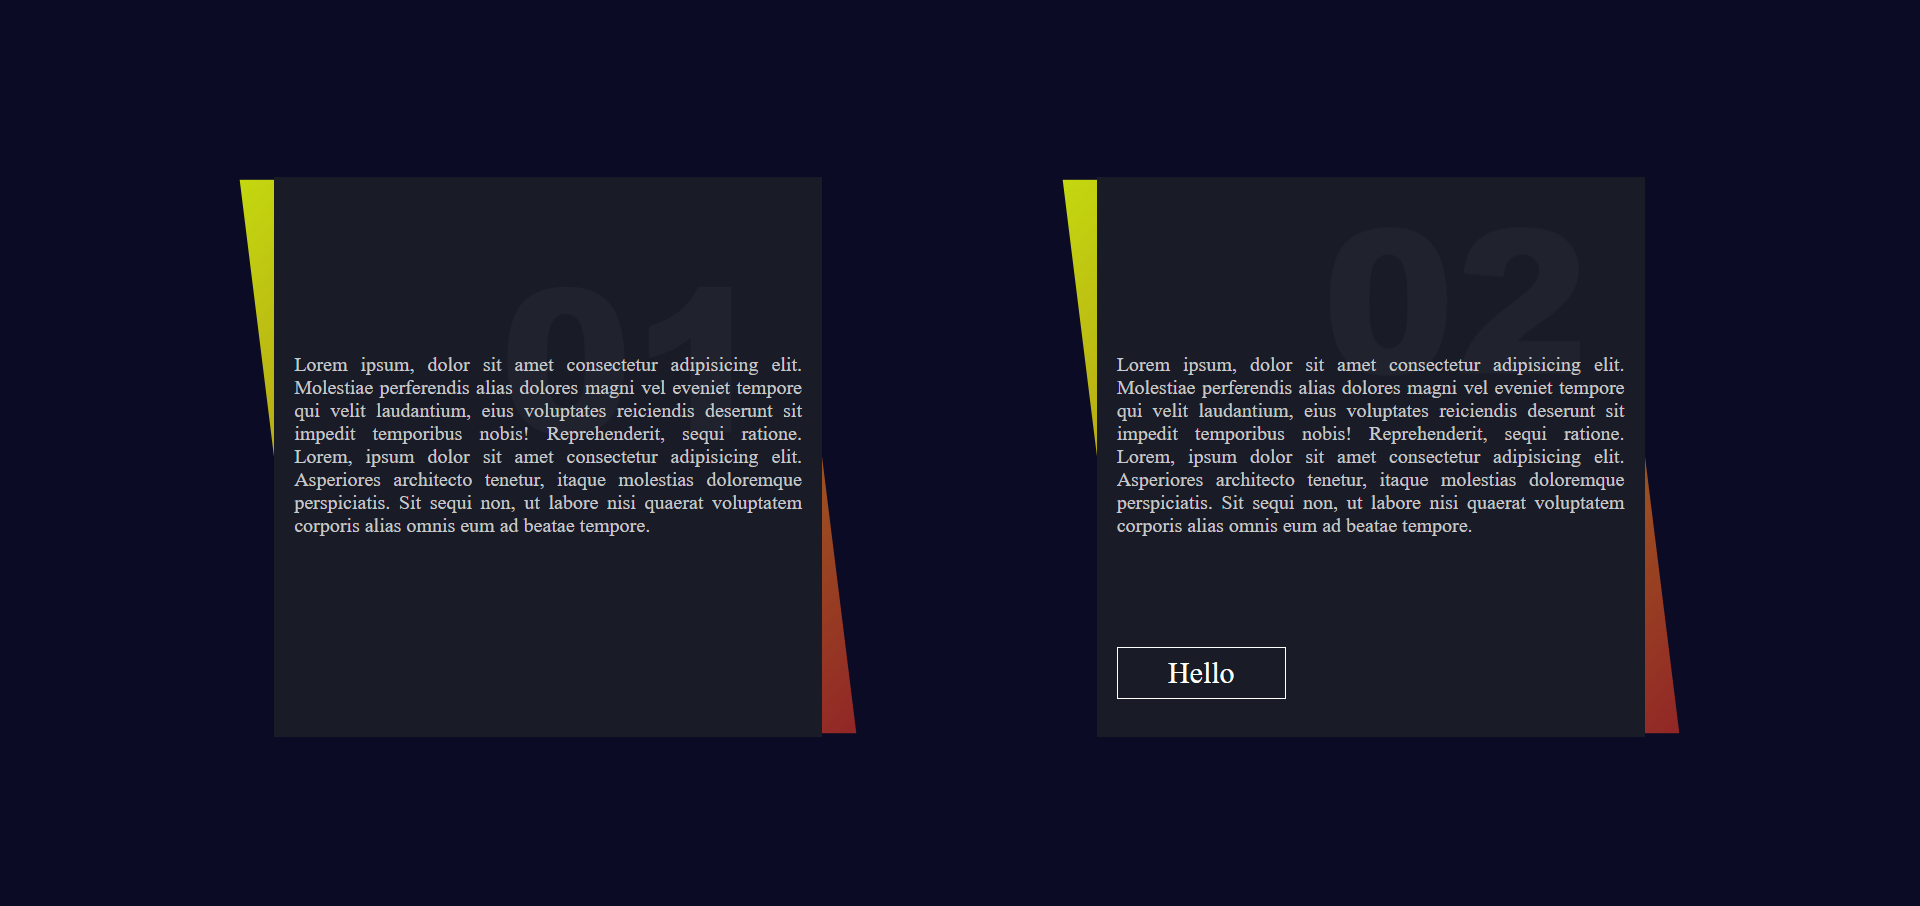 01
Lorem ipsum, dolor sit amet consectetur adipisicing elit.
Molestiae perferendis alias dolores magni vel eveniet tempore
qui velit laudantium, eius voluptates reiciendis deserunt sit
impedit temporibus nobis! Reprehenderit, sequi ratione.
Lorem, ipsum dolor sit amet consectetur adipisicing elit.
Asperiores architecto tenetur, itaque molestias doloremque
perspiciatis. Sit sequi non, ut labore nisi quaerat voluptatem
corporis alias omnis eum ad beatae tempore.
02
Lorem ipsum, dolor sit amet consectetur adipisicing elit.
Molestiae perferendis alias dolores magni vel eveniet tempore
qui velit laudantium, eius voluptates reiciendis deserunt sit
impedit temporibus nobis! Reprehenderit, sequi ratione.
Lorem, ipsum dolor sit amet consectetur adipisicing elit.
Asperiores architecto tenetur, itaque molestias doloremque
perspiciatis. Sit sequi non, ut labore nisi quaerat voluptatem
corporis alias omnis eum ad beatae tempore.
Hello